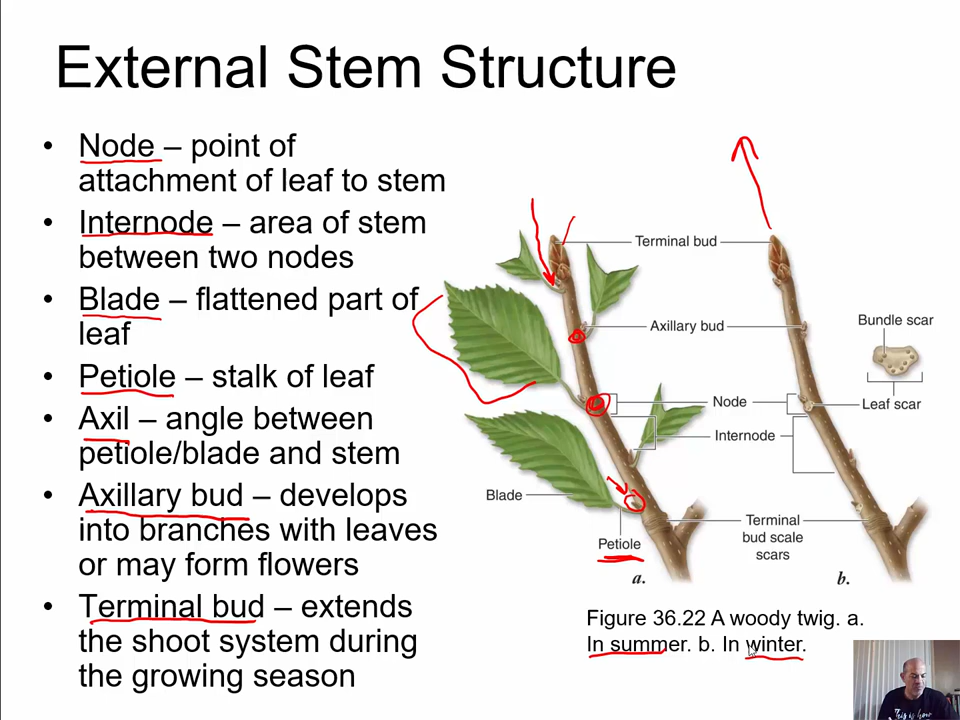 External Stem Structure
• Node – point of
attachment of leaf to stem
• Internode – area of stem
between two nodes
• Blade – flattened part of
leaf
• Petiole – stalk of leaf
• Axil – angle between
petiole/blade and stem
• Axillary bud – develops
into branches with leaves
or may form flowers
• Terminal bud – extends
the shoot system during
the growing season
Terminal bud
Axillary bud
Bundle scar
Node
Leaf scar
Internode
Blade
Terminal
bud scale
scars
Petiole
a.
b.
Figure 36.22 A woody twig. a.
In summer. b. In winter.
This is how